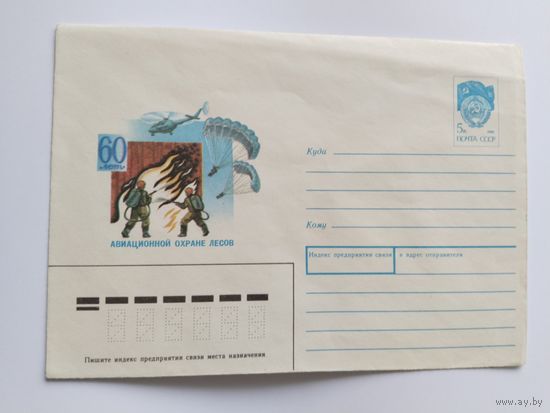 60
лет
АВИАЦИОННОЙ ОХРАНЕ ЛЕСОВ
5к
ПОЧТА СССР
Куда
Кому
Индекс предприятия связи и адрес отправителя
Пишите индекс предприятия связи места назначения
www.ay.by